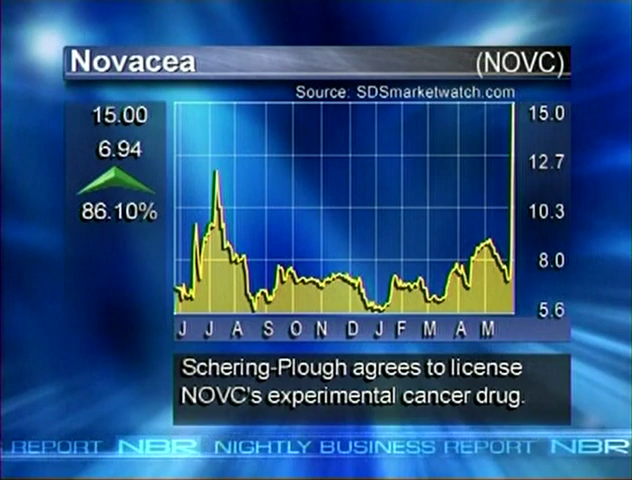 Novacea (NOVC)
Source: SDSmarketwatch.com
15.00
6.94
86.10%
15.0
12.7
10.3
8.0
5.6
J J A S O N D J F M A M
Schering-Plough agrees to license
NOVC's experimental cancer drug.
REPORT NBR NIGHTLY BUSINESS REPORT NBR